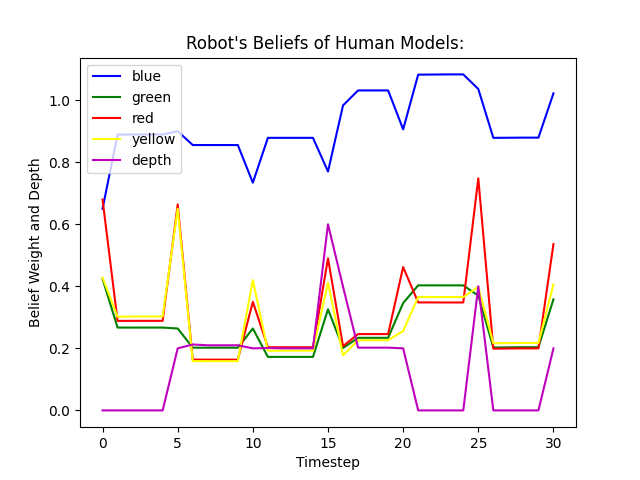 Robot's Beliefs of Human Models:
blue
green
red
yellow
depth
Belief Weight and Depth
1.0
0.8
0.6
0.4
0.2
0.0
0 5 10 15 20 25 30
Timestep